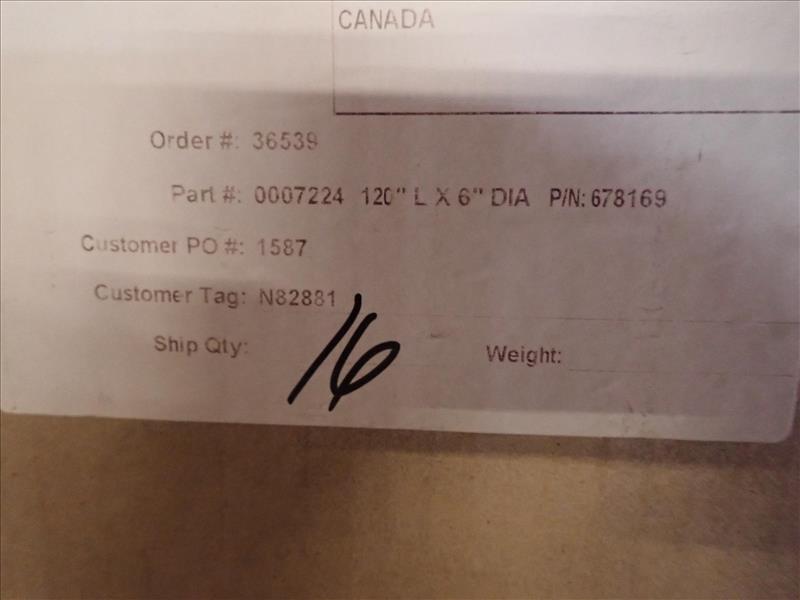 CANADA
Order #: 36539
Part #: 0007224 120" L X 6" DIA P/N: 678169
Customer PO #: 1587
Customer Tag: N82881
Ship Qty: 16 Weight: